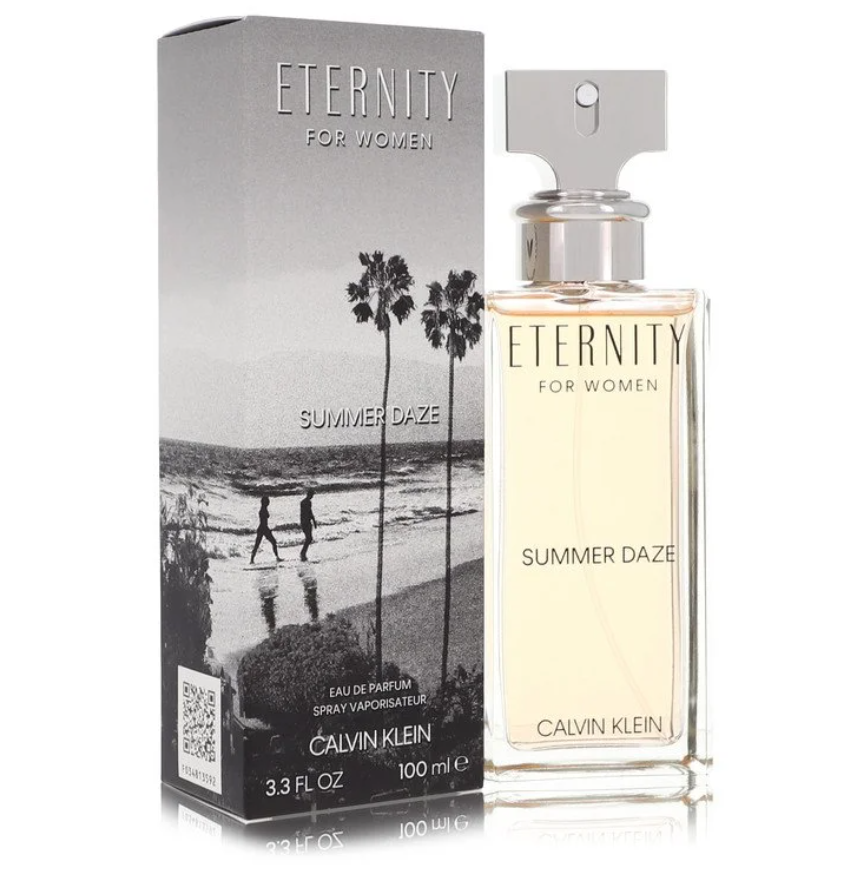 ETERNITY
FOR WOMEN
SUMMER DAZE
EAU DE PARFUM
SPRAY VAPORISATEUR
CALVIN KLEIN
3.3 FL OZ 100 ml ℮
ETERNITY
FOR WOMEN
SUMMER DAZE
CALVIN KLEIN